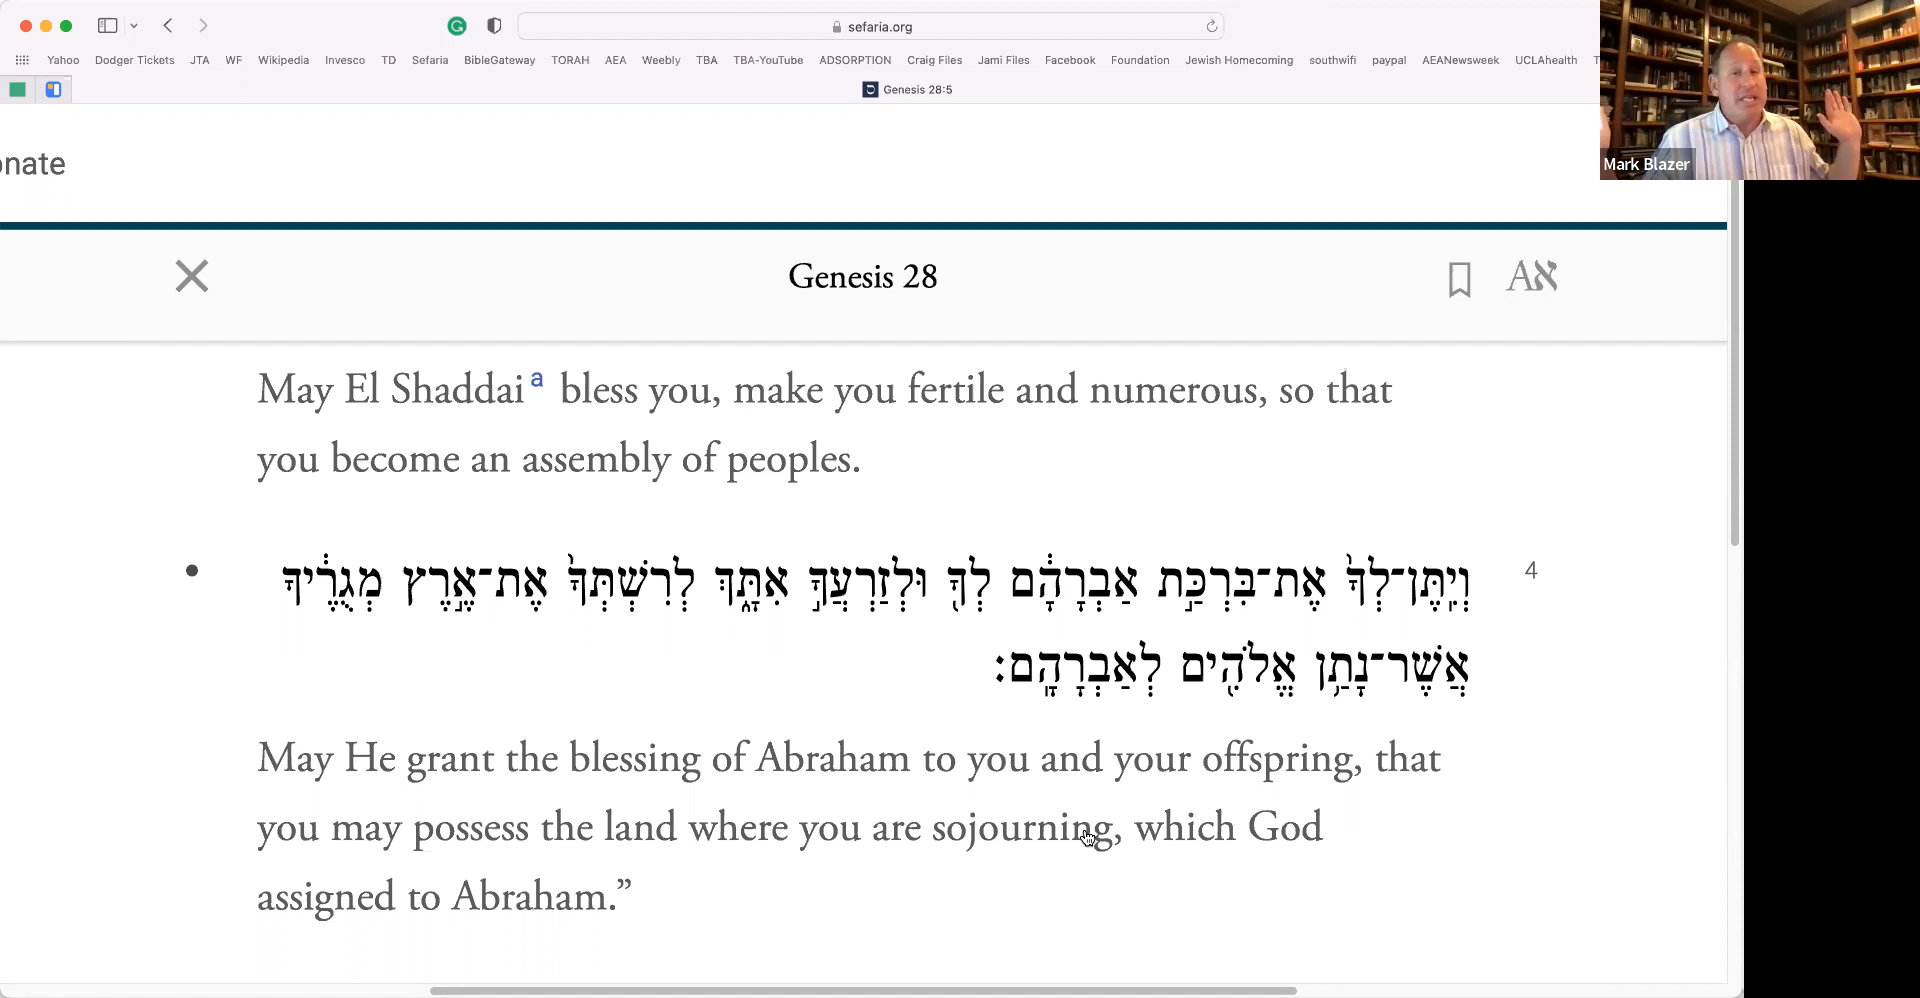 sefaria.org
Yahoo Dodger Tickets JTA WF Wikipedia Invesco TD Sefaria BibleGateway TORAH AEA Weebly TBA TBA-YouTube ADSORPTION Craig Files Jami Files Facebook Foundation Jewish Homecoming southwifi paypal AEANewsweek UCLAhealth
Genesis 28:5
Mark Blazer
onate
Genesis 28
Aא
May El Shaddai a bless you, make you fertile and numerous, so that
you become an assembly of peoples.
4
וְיִֽתֶּן־לְךָ֙ אֶת־בִּרְכַּ֣ת אַבְרָהָ֔ם לְךָ֖ וּלְזַרְעֲךָ֣ אִתָּ֑ךְ לְרִשְׁתְּךָ֙ אֶת־אֶ֣רֶץ מְגֻרֶ֔יךָ
אֲשֶׁר־נָתַ֥ן אֱלֹהִ֖ים לְאַבְרָהָֽם׃
May He grant the blessing of Abraham to you and your offspring, that
you may possess the land where you are sojourning, which God
assigned to Abraham.”